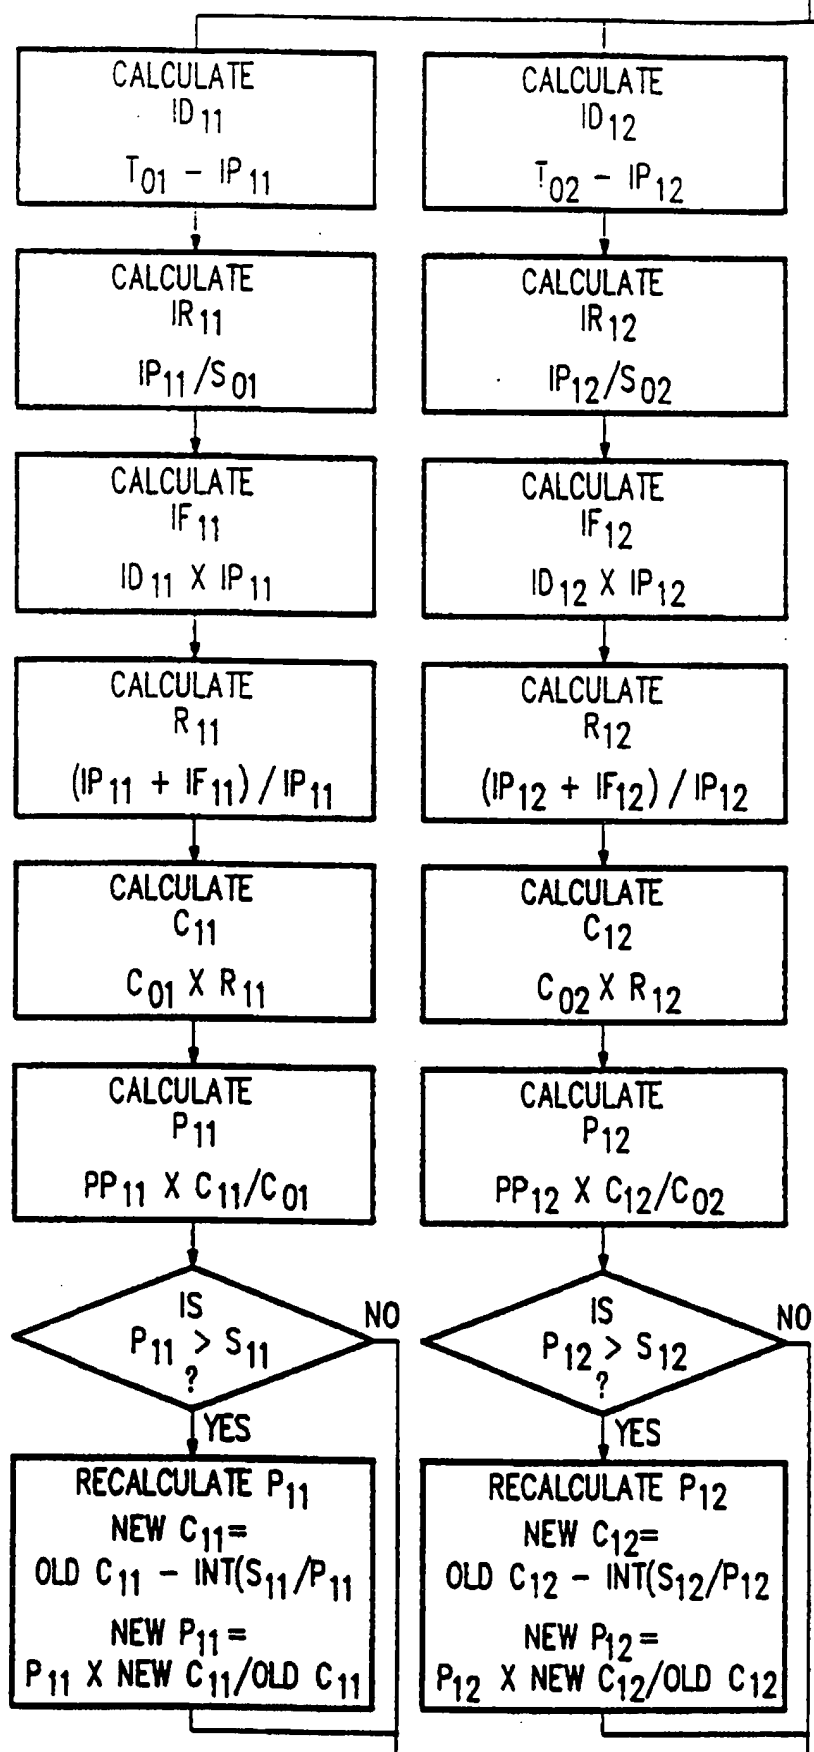 CALCULATE
ID11
T01 - IP11
CALCULATE
IR11
IP11/S01
CALCULATE
IF11
ID11 X IP11
CALCULATE
R11
(IP11 + IF11) / IP11
CALCULATE
C11
C01 X R11
CALCULATE
P11
PP11 X C11/C01
IS
P11 > S11
?
NO
YES
RECALCULATE P11
NEW C11=
OLD C11 - INT(S11/P11
NEW P11=
P11 X NEW C11/OLD C11
CALCULATE
ID12
T02 - IP12
CALCULATE
IR12
IP12/S02
CALCULATE
IF12
ID12 X IP12
CALCULATE
R12
(IP12 + IF12) / IP12
CALCULATE
C12
C02 X R12
CALCULATE
P12
PP12 X C12/C02
IS
P12 > S12
?
NO
YES
RECALCULATE P12
NEW C12=
OLD C12 - INT(S12/P12
NEW P12=
P12 X NEW C12/OLD C12